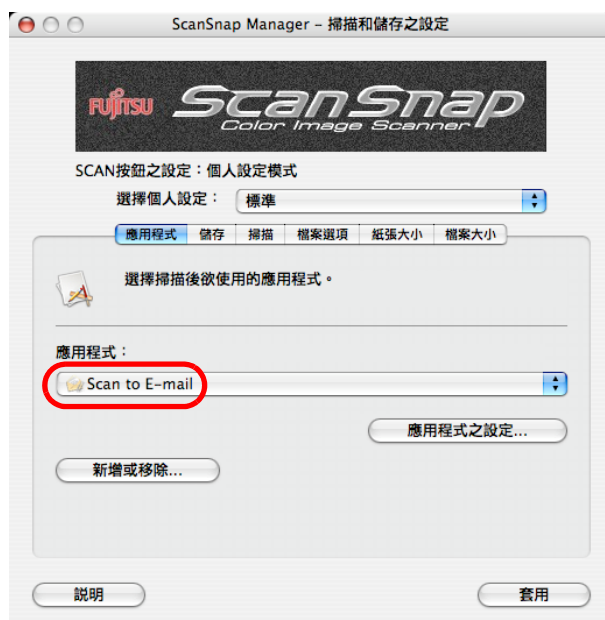 ScanSnap Manager – 掃描和儲存之設定
FUJITSU ScanSnap
Color Image Scanner
SCAN按鈕之設定：個人設定模式
選擇個人設定： 標準
應用程式 儲存 掃描 檔案選項 紙張大小 檔案大小
選擇掃描後欲使用的應用程式。
應用程式：
Scan to E-mail
應用程式之設定...
新增或移除...
説明 套用